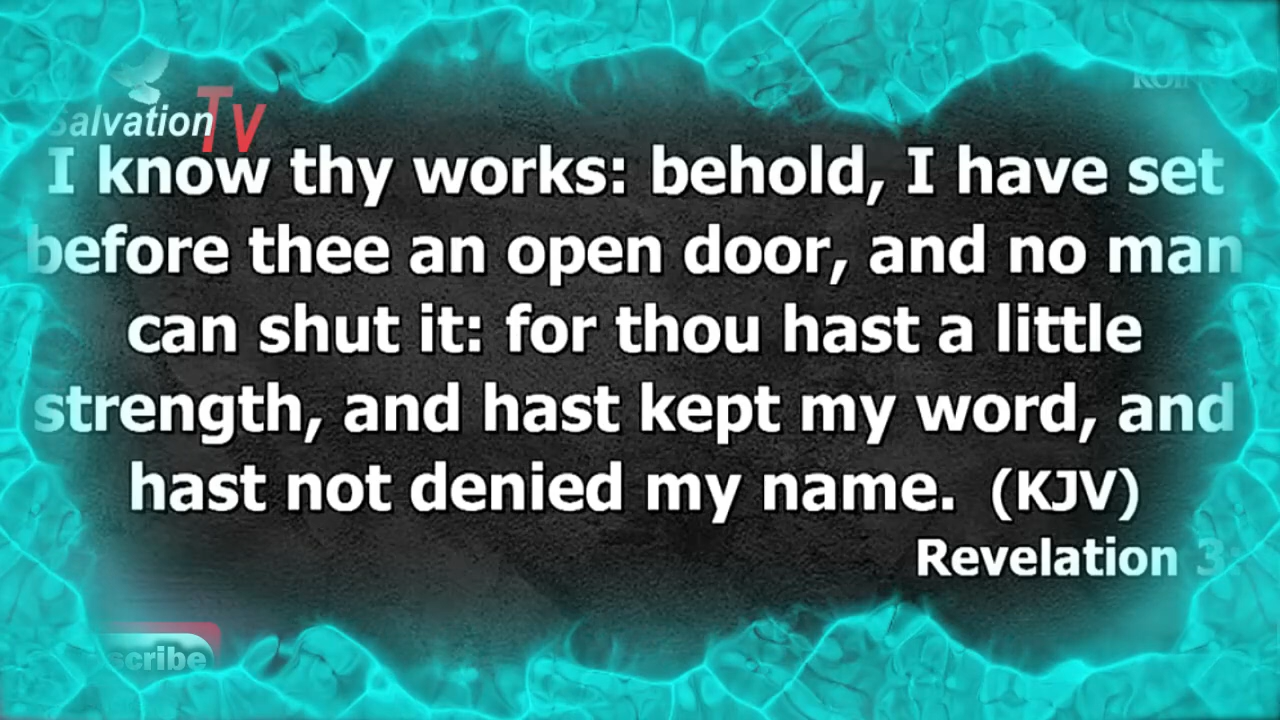 Salvation TV
I know thy works: behold, I have set
before thee an open door, and no man
can shut it: for thou hast a little
strength, and hast kept my word, and
hast not denied my name. (KJV)
Revelation 3: